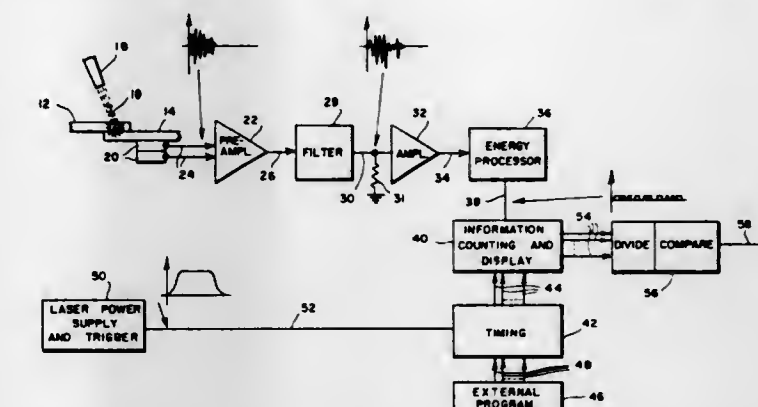 18
19
12
14
20
24
PRE-
AMPL
22
26
28
FILTER
30
31
32
AMPL
34
36
ENERGY
PROCESSOR
38
40
INFORMATION
COUNTING AND
DISPLAY
54
DIVIDE
COMPARE
56
58
44
50
LASER POWER
SUPPLY
AND TRIGGER
52
TIMING
42
48
EXTERNAL
PROGRAM
46